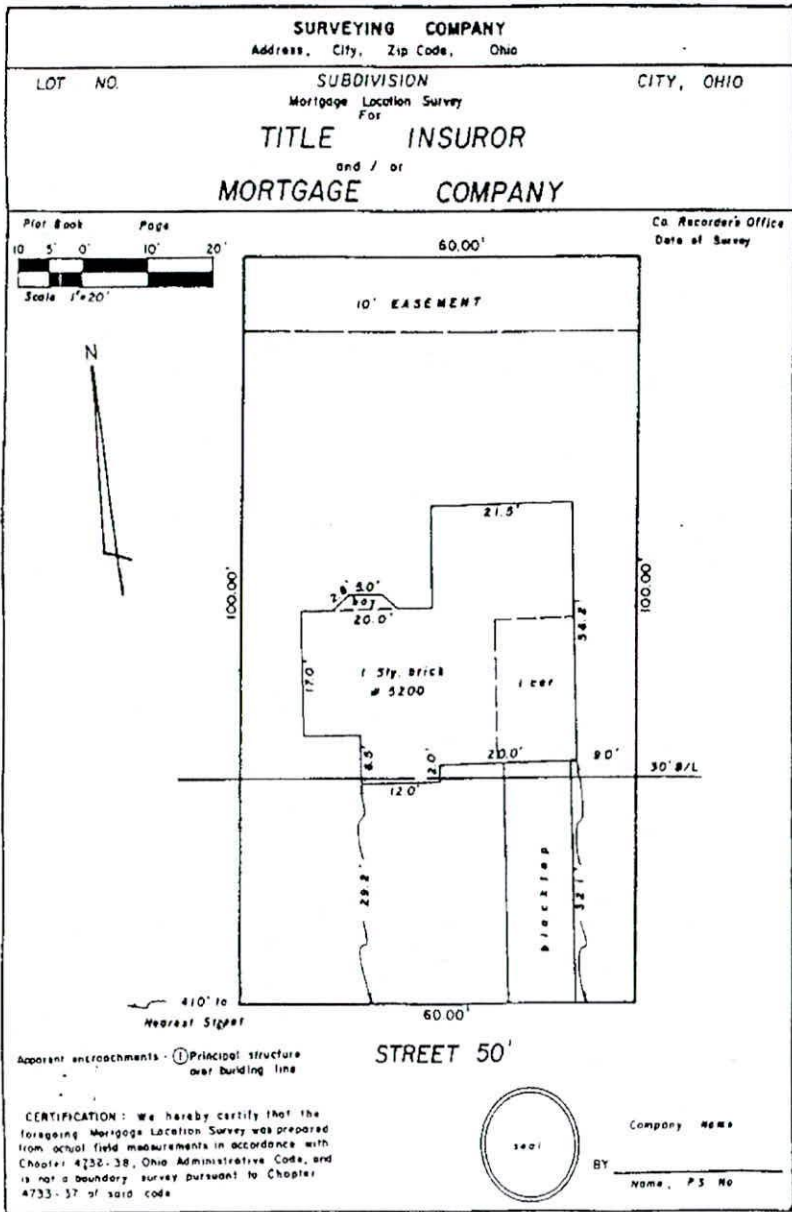 SURVEYING COMPANY
Address, City, Zip Code, Ohio
LOT NO. SUBDIVISION CITY, OHIO
Mortgage Location Survey
For
TITLE INSUROR
and / or
MORTGAGE COMPANY
Plat Book Page
Co. Recorder's Office
Date of Survey
10 5' 0' 10' 20'
Scale 1"=20'
60.00'
10' EASEMENT
N
21.5'
100.00'
100.00'
2.8' 5.0'
bay
20.0'
17.0'
1 Sty. brick
# 5200
1 car
6.5'
2.0'
20.0'
9.0'
30' B/L
12.0'
29.2'
blacktop
32.1'
410' to
Nearest Street
60.00'
STREET 50'
Apparent encroachments - ① Principal structure
over building line
CERTIFICATION : We hereby certify that the
foregoing Mortgage Location Survey was prepared
from actual field measurements in accordance with
Chapter 4733-38, Ohio Administrative Code, and
is not a boundary survey pursuant to Chapter
4733-37 of said code
seal
Company Name
BY
Name, P.S No